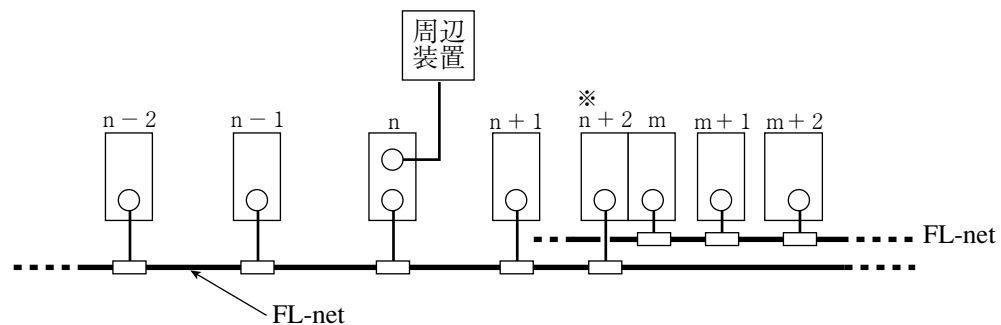 周辺
装置
※
n－2
n－1
n
n＋1
n＋2
m
m＋1
m＋2
FL-net
FL-net